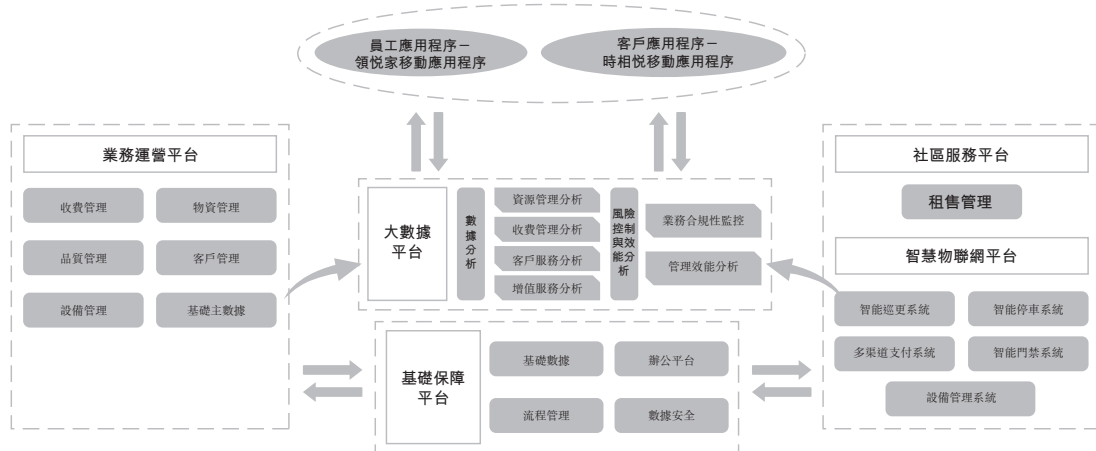 員工應用程序－
領悅家移動應用程序
客戶應用程序－
時相悅移動應用程序
業務運營平台
收費管理
物資管理
品質管理
客戶管理
設備管理
基礎主數據
大數據
平台
數據分析
資源管理分析
收費管理分析
客戶服務分析
增值服務分析
風險
控制
與效
能分
析
業務合規性監控
管理效能分析
基礎保障
平台
基礎數據
辦公平台
流程管理
數據安全
社區服務平台
租售管理
智慧物聯網平台
智能巡更系統
智能停車系統
多渠道支付系統
智能門禁系統
設備管理系統